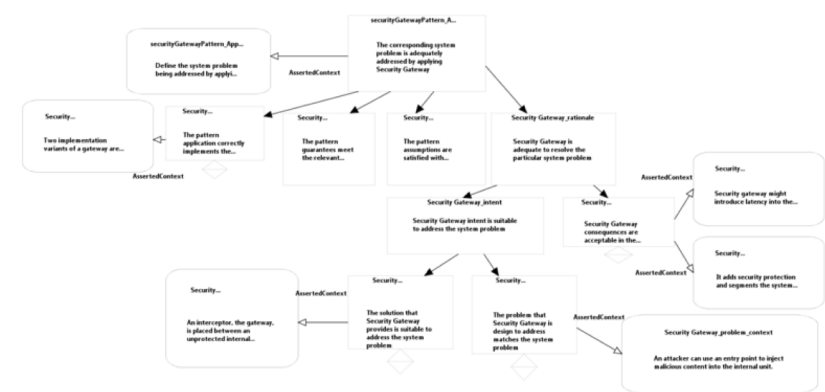 securityGatewayPattern_A...
The corresponding system
problem is adequately
addressed by applying
Security Gateway
securityGatewayPattern_App...
Define the system problem
being addressed by applyi...
AssertedContext
Security...
Two implementation
variants of a gateway are...
AssertedContext
Security...
The pattern
application correctly
implements the...
Security...
The pattern
guarantees meet
the relevant...
Security...
The pattern
assumptions are
satisfied with...
Security Gateway_rationale
Security Gateway is
adequate to resolve the
particular system problem
Security Gateway_intent
Security Gateway intent is suitable
to address the system problem
Security...
Security Gateway
consequences are
acceptable in the...
AssertedContext
Security...
Security gateway might
introduce latency into the...
AssertedContext
Security...
It adds security protection
and segments the system...
Security...
An interceptor, the gateway,
is placed between an
unprotected internal...
AssertedContext
Security...
The solution that
Security Gateway
provides is suitable to
address the system
problem
Security...
The problem that
Security Gateway is
design to address
matches the system
problem
AssertedContext
Security Gateway_problem_context
An attacker can use an entry point to inject
malicious content into the internal unit.